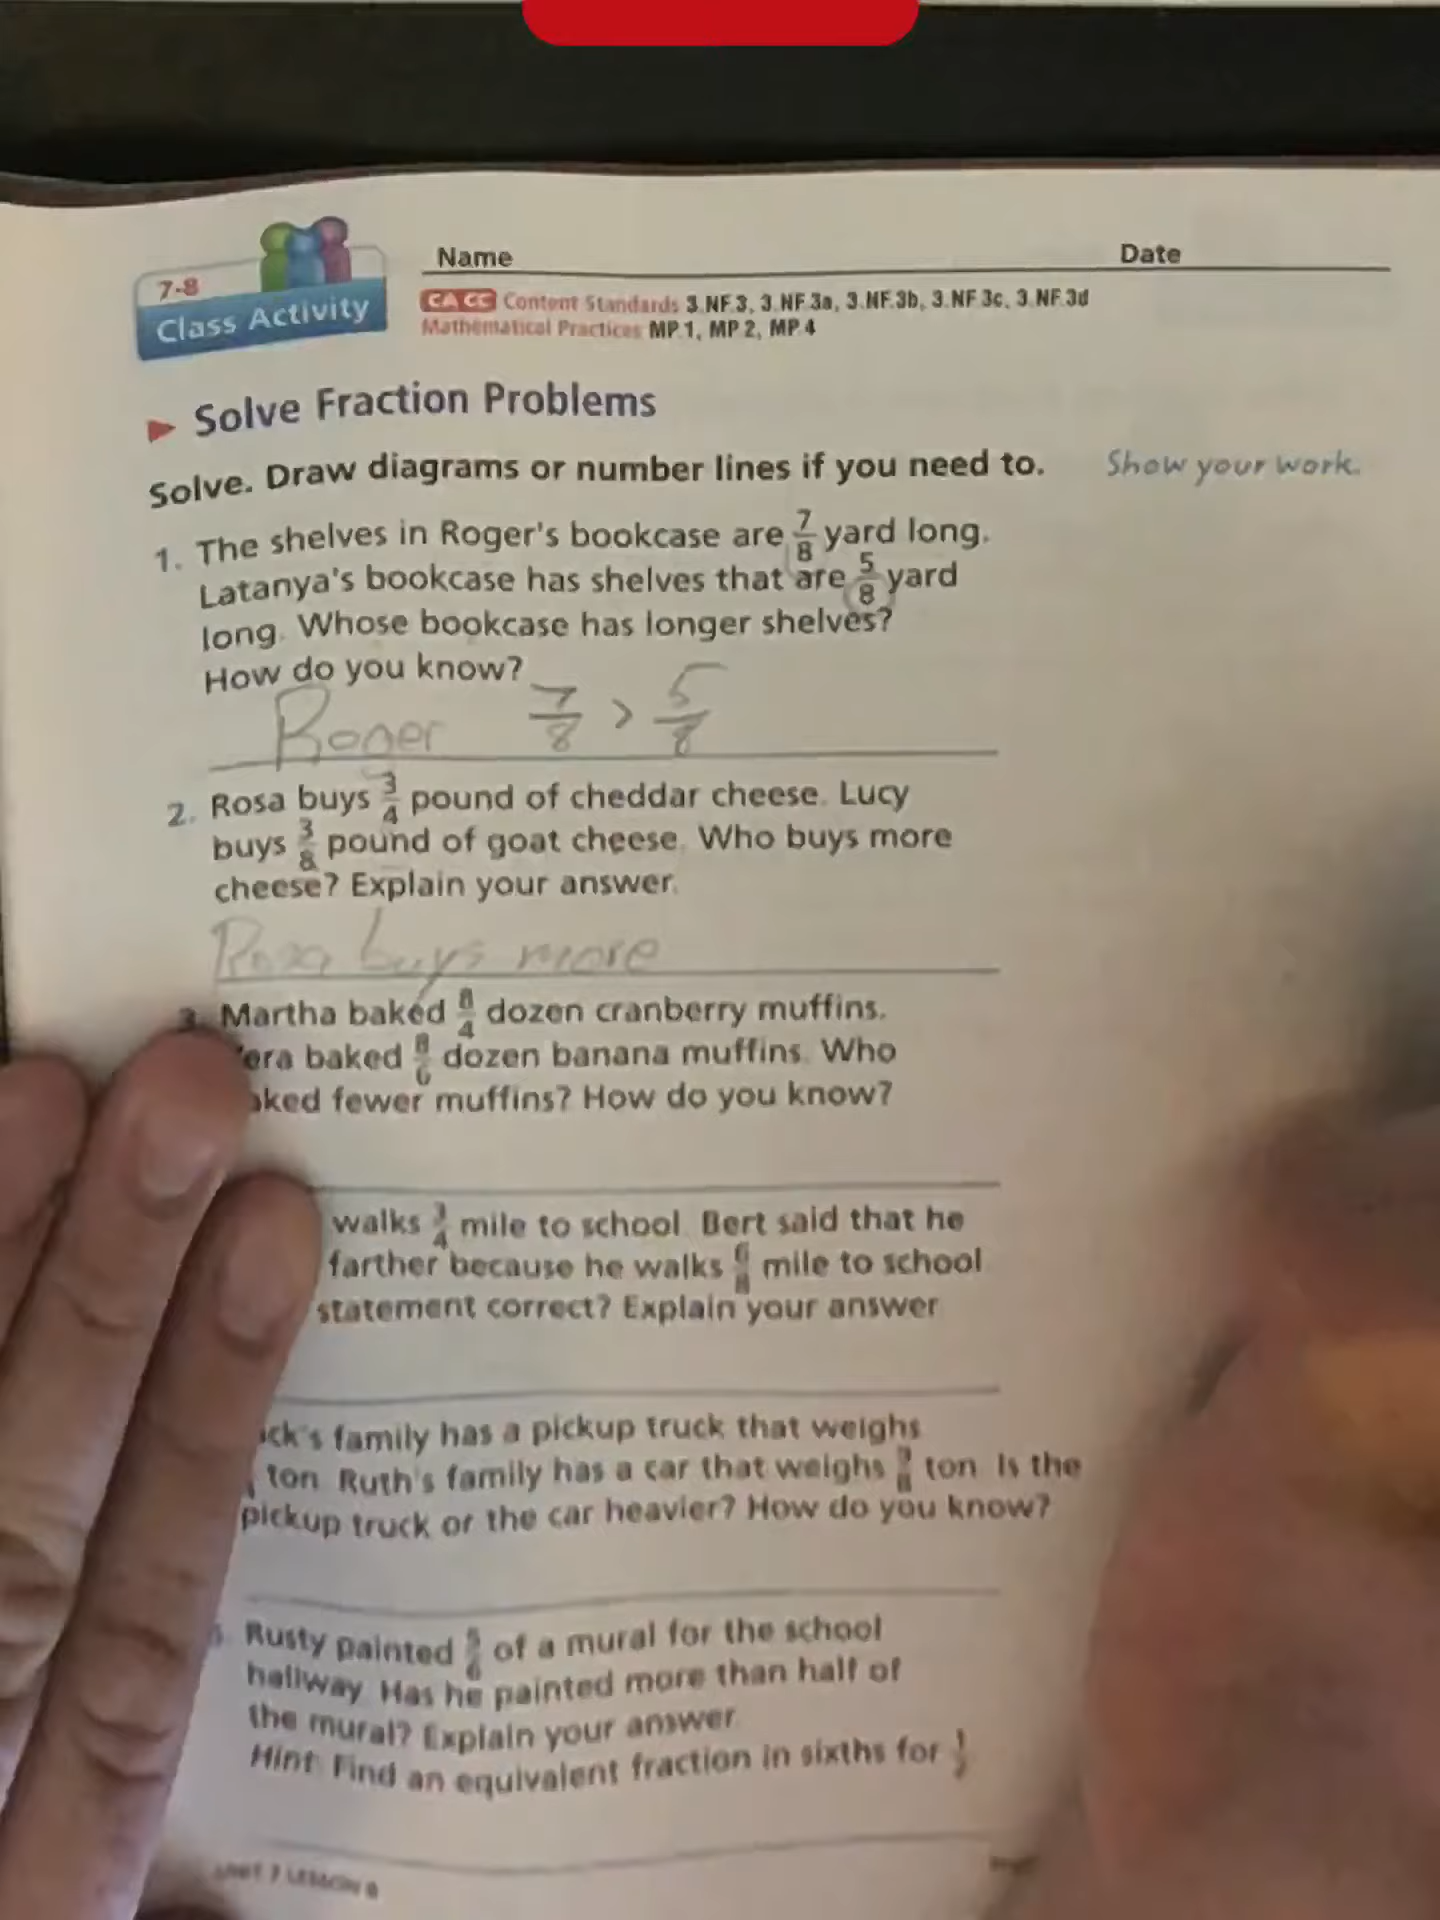 Name Date
7-8
Class Activity
CA CC Content Standards 3.NF.3, 3.NF.3a, 3.NF.3b, 3.NF.3c, 3.NF.3d
Mathematical Practices MP.1, MP.2, MP.4
Solve Fraction Problems
Solve. Draw diagrams or number lines if you need to. Show your work.
1. The shelves in Roger's bookcase are 7/8 yard long.
Latanya's bookcase has shelves that are 5/8 yard
long. Whose bookcase has longer shelves?
How do you know?
Roger 7/8 > 5/8
2. Rosa buys 3/4 pound of cheddar cheese. Lucy
buys 3/8 pound of goat cheese. Who buys more
cheese? Explain your answer.
Rosa buys more
3. Martha baked 8/4 dozen cranberry muffins.
era baked 8/6 dozen banana muffins. Who
ked fewer muffins? How do you know?
walks 3/4 mile to school. Bert said that he
farther because he walks 6/8 mile to school
statement correct? Explain your answer
ck's family has a pickup truck that weighs
ton. Ruth's family has a car that weighs ton. Is the
pickup truck or the car heavier? How do you know?
Rusty painted 5/6 of a mural for the school
hallway. Has he painted more than half of
the mural? Explain your answer.
Hint: Find an equivalent fraction in sixths for 1/2
UNIT 7 LESSON 8